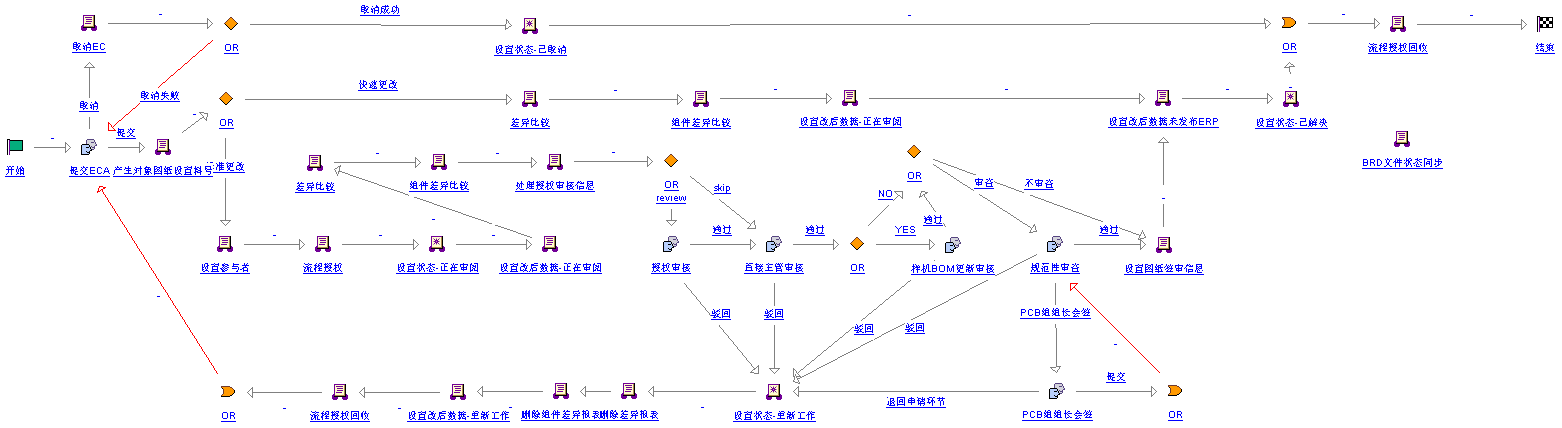 取消成功
取消EC
OR
设置状态-已取消
OR
流程授权回收
结束
取消
取消失败
快速更改
OR
差异比较
组件差异比较
设置改后数据-正在审阅
设置改后数据未发布ERP
设置状态-已解决
提交
开始
提交ECA
产生对象图纸设置料号
标准更改
差异比较
组件差异比较
处理授权审核信息
OR
review
skip
OR
审咨
不审咨
BRD文件状态同步
NO
YES
通过
通过
通过
通过
设置参与者
流程授权
设置状态-正在审阅
设置改后数据-正在审阅
授权审核
直接主管审核
OR
样机BOM更新审核
规范性审咨
设置图纸签审信息
驳回
驳回
驳回
驳回
PCB组组长会签
提交
退回申请环节
OR
流程授权回收
设置改后数据-重新工作
删除组件差异报表
删除差异报表
设置状态-重新工作
PCB组组长会签
OR